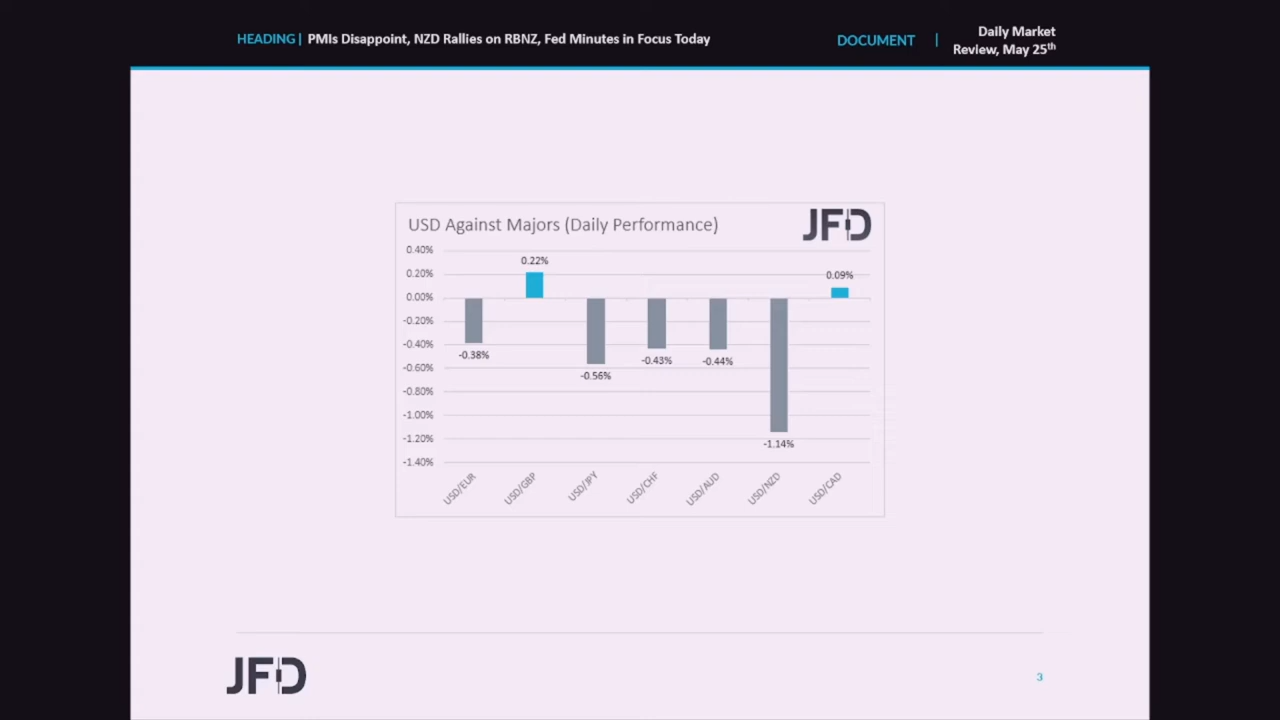 HEADING | PMIs Disappoint, NZD Rallies on RBNZ, Fed Minutes in Focus Today
DOCUMENT | Daily Market
Review, May 25th
USD Against Majors (Daily Performance)
JFD
0.40%
0.20%
0.00%
-0.20%
-0.40%
-0.60%
-0.80%
-1.00%
-1.20%
-1.40%
-0.38%
0.22%
-0.56%
-0.43%
-0.44%
-1.14%
0.09%
USD/EUR
USD/GBP
USD/JPY
USD/CHF
USD/AUD
USD/NZD
USD/CAD
JFD
3